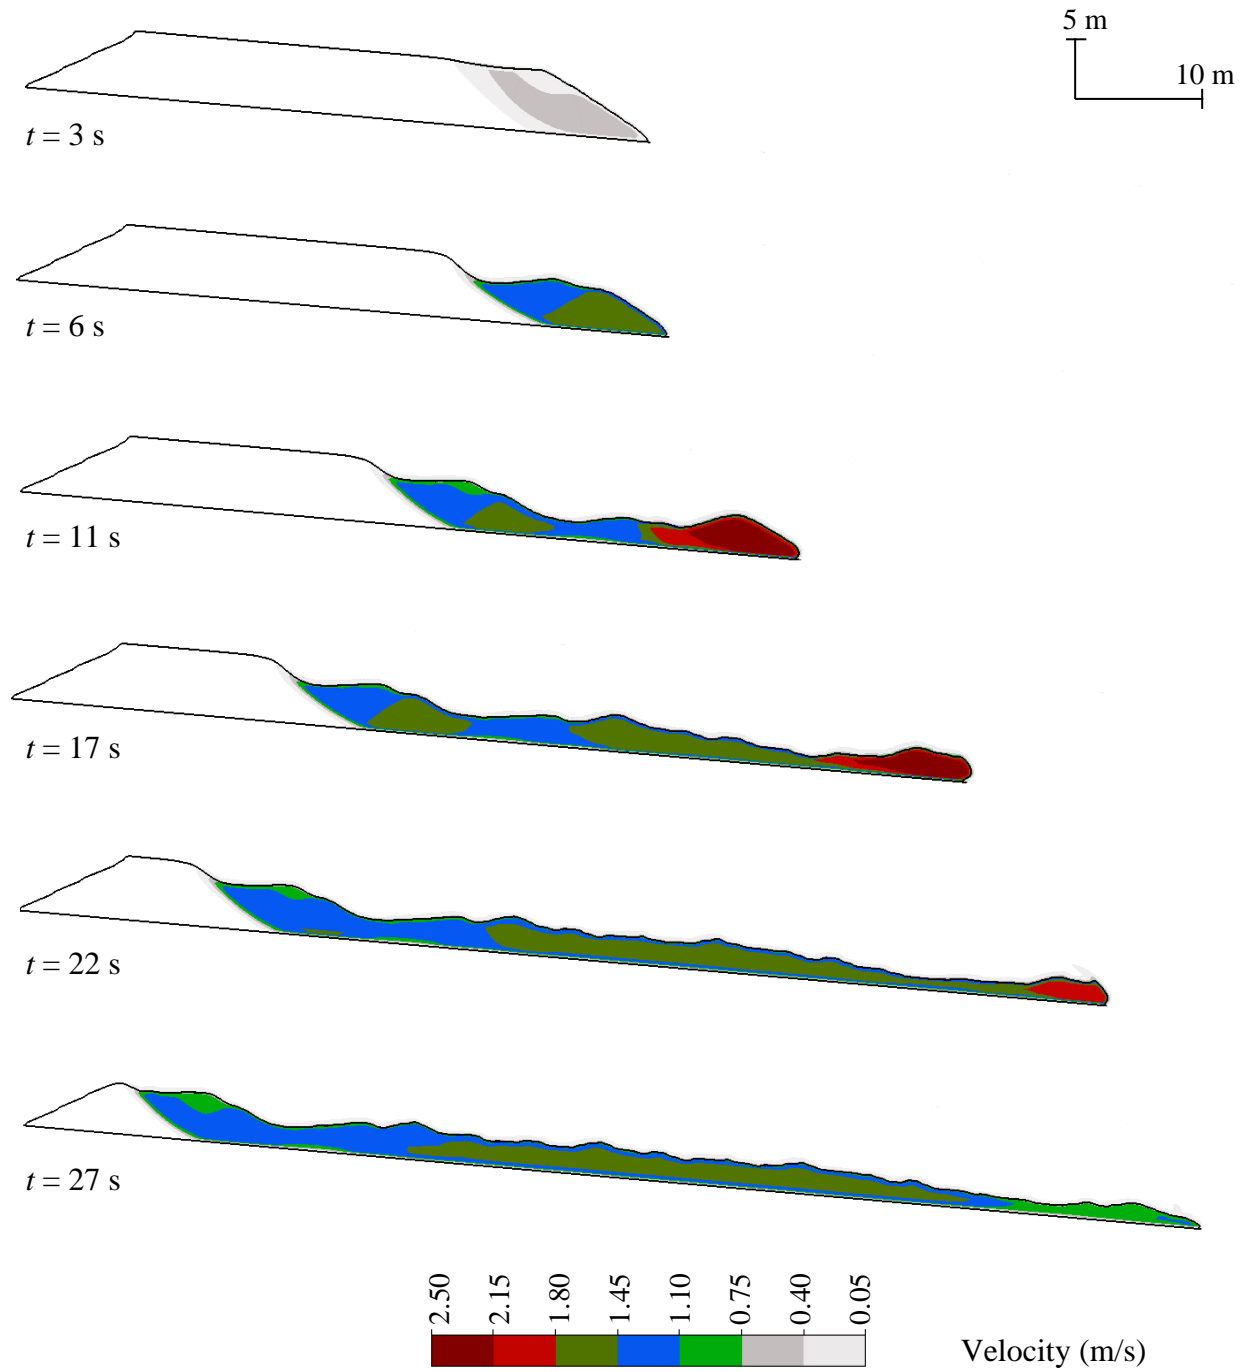 5 m
10 m
t = 3 s
t = 6 s
t = 11 s
t = 17 s
t = 22 s
t = 27 s
2.50 2.15 1.80 1.45 1.10 0.75 0.40 0.05
Velocity (m/s)